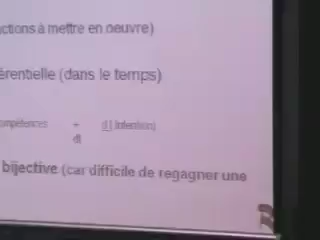 ctions à mettre en oeuvre)
érentielle (dans le temps)
ompétences + d(Intention)
dt
bijective (car difficile de regagner une